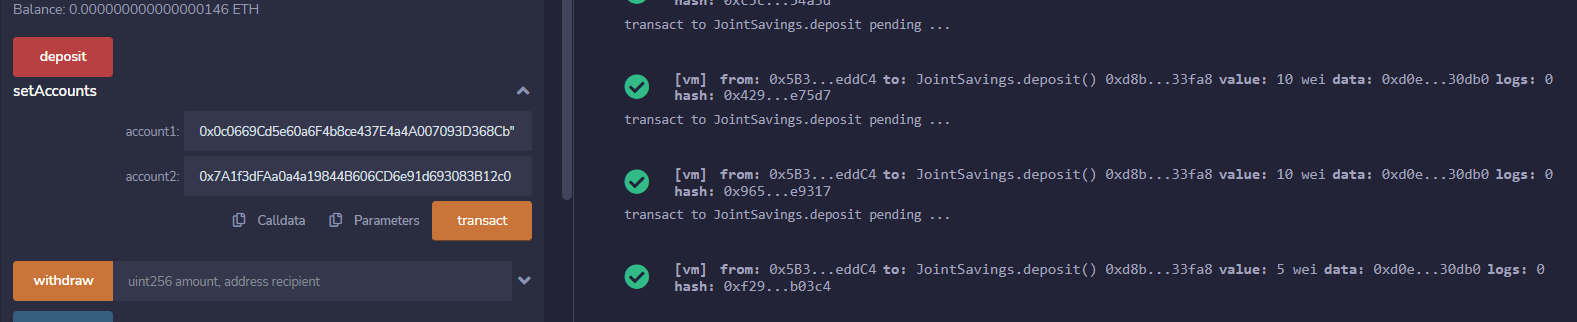 Balance: 0.000000000000000146 ETH
deposit
setAccounts
account1: 0x0c0669Cd5e60a6F4b8ce437E4a4A007093D368Cb"
account2: 0x7A1f3dFAa0a4a19844B606CD6e91d693083B12c0
Calldata Parameters transact
withdraw uint256 amount, address recipient
hash: 0xc5c...54a5d
transact to JointSavings.deposit pending ...
[vm] from: 0x5B3...eddC4 to: JointSavings.deposit() 0xd8b...33fa8 value: 10 wei data: 0xd0e...30db0 logs: 0
hash: 0x429...e75d7
transact to JointSavings.deposit pending ...
[vm] from: 0x5B3...eddC4 to: JointSavings.deposit() 0xd8b...33fa8 value: 10 wei data: 0xd0e...30db0 logs: 0
hash: 0x965...e9317
transact to JointSavings.deposit pending ...
[vm] from: 0x5B3...eddC4 to: JointSavings.deposit() 0xd8b...33fa8 value: 5 wei data: 0xd0e...30db0 logs: 0
hash: 0xf29...b03c4